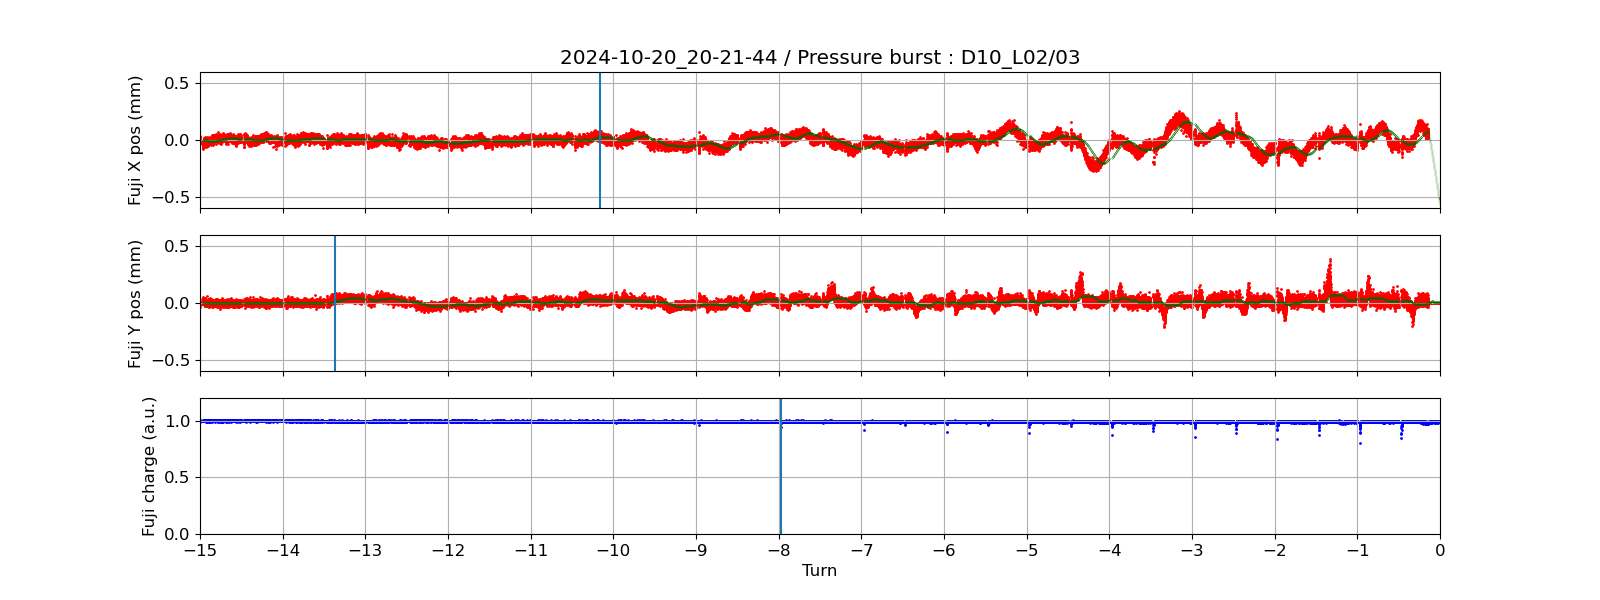 2024-10-20_20-21-44 / Pressure burst : D10_L02/03
Fuji X pos (mm)
0.5
0.0
−0.5
Fuji Y pos (mm)
0.5
0.0
−0.5
Fuji charge (a.u.)
1.0
0.5
0.0
−15 −14 −13 −12 −11 −10 −9 −8 −7 −6 −5 −4 −3 −2 −1 0
Turn